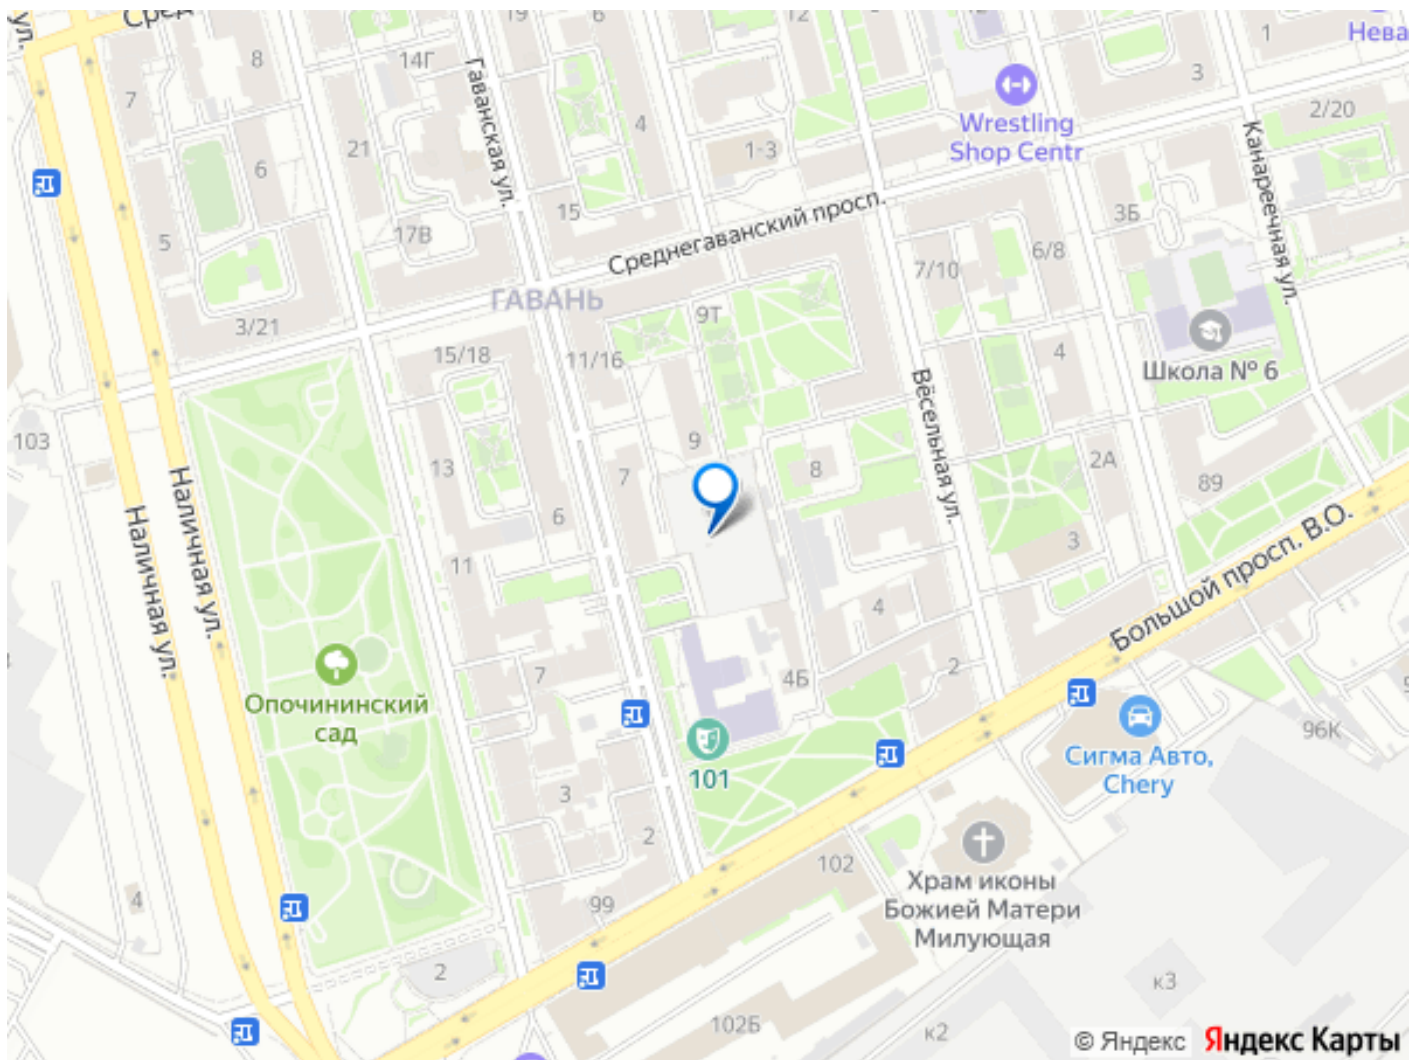 ул.
Сред
19
6
12
Нева
1
8
14Г
3
7
Гаванская ул.
4
Wrestling
Shop Centr
2/20
Канареечная ул.
21
1-3
6
15
3Б
5
17В
Среднегаванский просп.
6/8
7/10
ГАВАНЬ
3/21
9Т
15/18
11/16
4
Школа № 6
Вёсельная ул.
103
13
9
7
8
2А
89
Наличная ул.
Наличная ул.
6
3
Большой просп. В.О.
11
4
7
4Б
2
Опочининский
сад
96К
Сигма Авто,
Chery
101
3
2
102
Храм иконы
Божией Матери
Милующая
4
99
2
к3
102Б
к2
© Яндекс Яндекс Карты